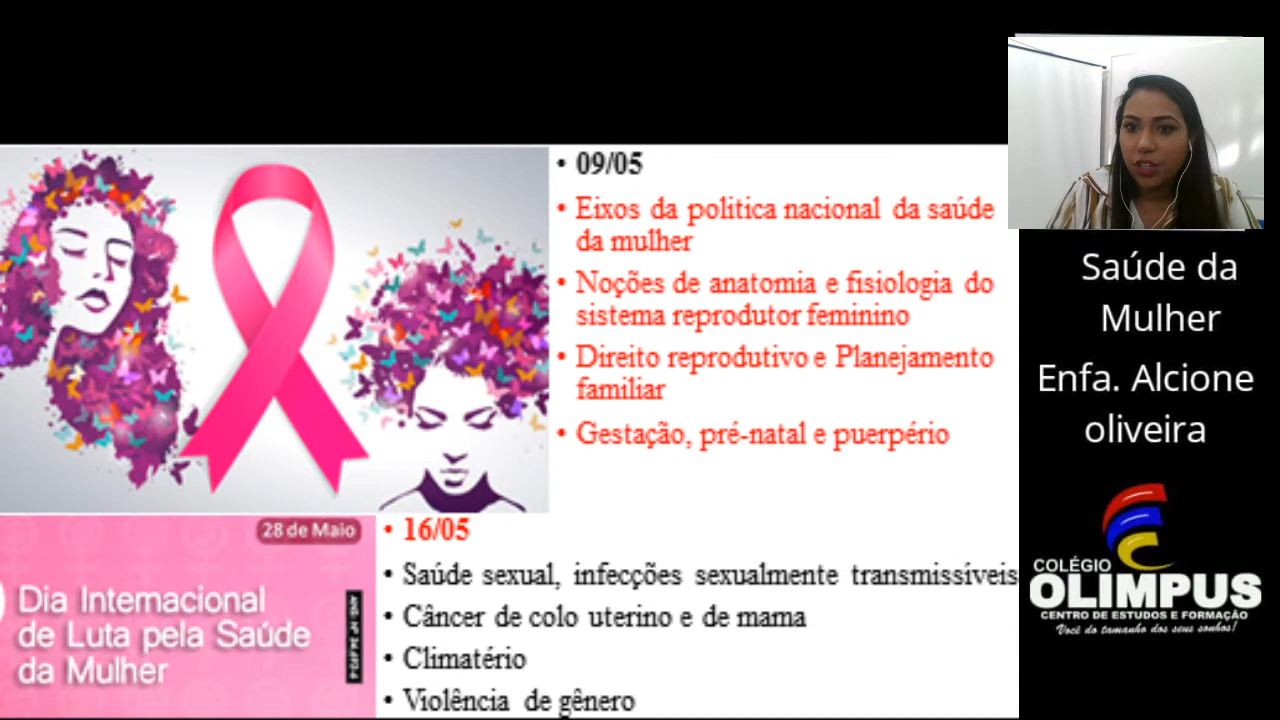 • 09/05
• Eixos da politica nacional da saúde
da mulher
• Noções de anatomia e fisiologia do
sistema reprodutor feminino
• Direito reprodutivo e Planejamento
familiar
• Gestação, pré-natal e puerpério
28 de Maio
Dia Internacional
de Luta pela Saúde
da Mulher
• 16/05
• Saúde sexual, infecções sexualmente transmissíveis
• Câncer de colo uterino e de mama
• Climatério
• Violência de gênero
Saúde da
Mulher
Enfa. Alcione
oliveira
COLÉGIO
OLIMPUS
CENTRO DE ESTUDOS E FORMAÇÃO
Você do tamanho dos seus sonhos!